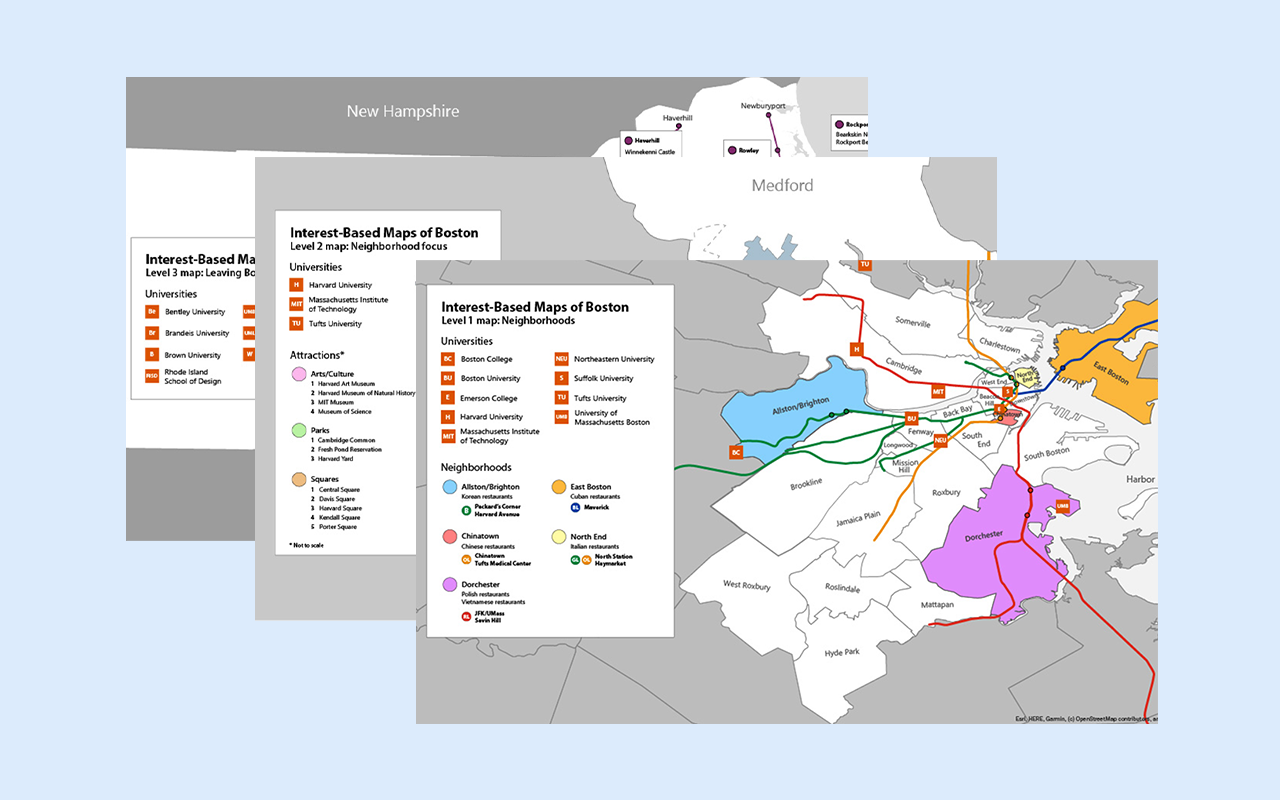 New Hampshire
Haverhill
Newburyport
Haverhill
Winnekenni Castle
Rowley
Bearskin N
Rockport Be
Interest-Based Ma
Level 3 map: Leaving Bo
Universities
Be Bentley University
Br Brandeis University
B Brown University
RISD Rhode Island
School of Design
W
Medford
Interest-Based Maps of Boston
Level 2 map: Neighborhood focus
Universities
H Harvard University
MIT Massachusetts Institute
of Technology
TU Tufts University
Attractions*
Arts/Culture
1 Harvard Art Museum
2 Harvard Museum of Natural History
3 MIT Museum
4 Museum of Science
Parks
1 Cambridge Common
2 Fresh Pond Reservation
3 Harvard Yard
Squares
1 Central Square
2 Davis Square
3 Harvard Square
4 Kendall Square
5 Porter Square
* Not to scale
Interest-Based Maps of Boston
Level 1 map: Neighborhoods
Universities
BC Boston College
BU Boston University
E Emerson College
H Harvard University
MIT Massachusetts Institute
of Technology
NEU Northeastern University
S Suffolk University
TU Tufts University
UMB University of
Massachusetts Boston
Neighborhoods
Allston/Brighton
Korean restaurants
B Packard's Corner
Harvard Avenue
East Boston
Cuban restaurants
BL Maverick
Chinatown
Chinese restaurants
OL Chinatown
Tufts Medical Center
North End
Italian restaurants
GL OL North Station
Haymarket
Dorchester
Polish restaurants
Vietnamese restaurants
RL JFK/UMass
Savin Hill
TU
Somerville
Charlestown
H
Cambridge
West End
North
End
East Boston
MIT
Beacon
Hill
Allston/Brighton
BU
Back Bay
Fenway
BC
Longwood
NEU
South
End
South Boston
Mission
Hill
Brookline
Roxbury
Harbor
Jamaica Plain
UMB
Dorchester
West Roxbury
Roslindale
Mattapan
Hyde Park
Esri, HERE, Garmin, (c) OpenStreetMap contributors, a